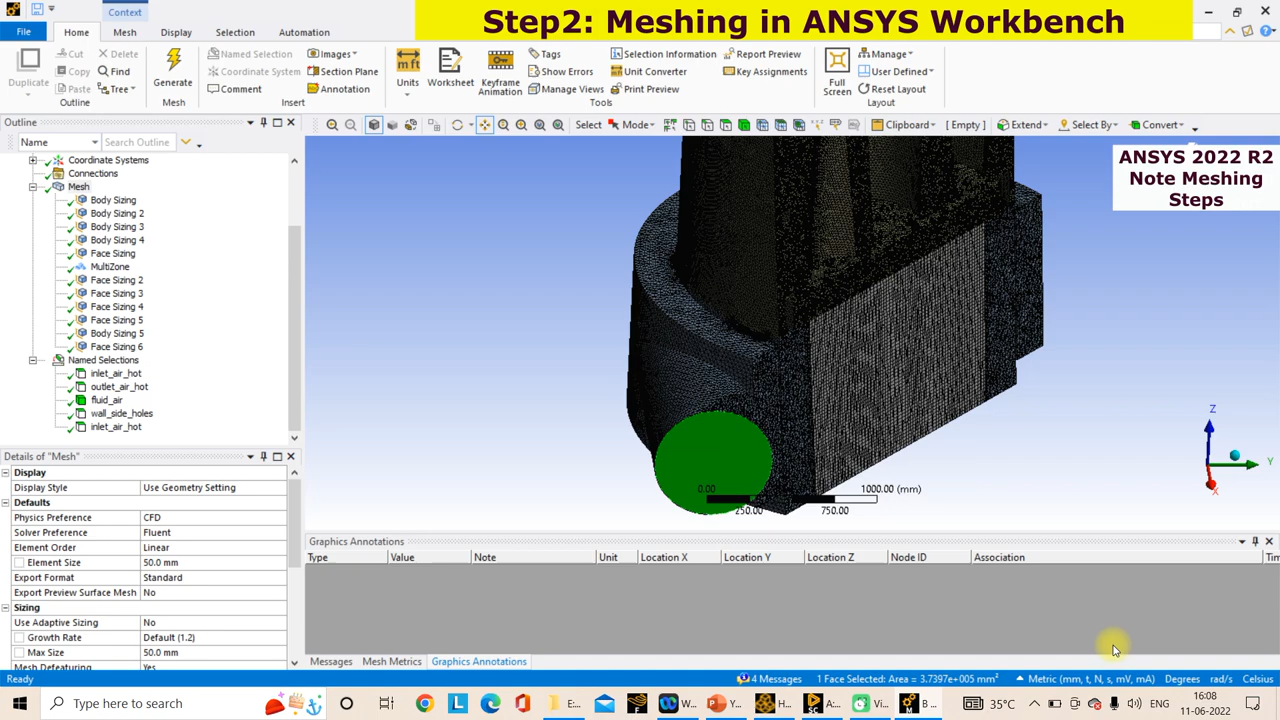 Context
Step2: Meshing in ANSYS Workbench
File Home Mesh Display Selection Automation
Duplicate Cut Copy Paste Delete Find Tree Outline
Generate Mesh
Named Selection Coordinate System Comment Images Section Plane Annotation Insert
Units Worksheet Keyframe Animation Tags Show Errors Manage Views Selection Information Unit Converter Print Preview Report Preview Key Assignments Tools
Full Screen Manage User Defined Reset Layout Layout
Outline
Select Mode Clipboard [ Empty ] Extend Select By Convert
Name Search Outline
ANSYS 2022 R2
Note Meshing
Steps
Coordinate Systems
Connections
Mesh
Body Sizing
Body Sizing 2
Body Sizing 3
Body Sizing 4
Face Sizing
MultiZone
Face Sizing 2
Face Sizing 3
Face Sizing 4
Face Sizing 5
Body Sizing 5
Face Sizing 6
Named Selections
inlet_air_hot
outlet_air_hot
fluid_air
wall_side_holes
inlet_air_hot
Z
Y
X
0.00 1000.00 (mm)
250.00 750.00
Details of "Mesh"
Display
Display Style Use Geometry Setting
Defaults
Physics Preference CFD
Solver Preference Fluent
Element Order Linear
Element Size 50.0 mm
Export Format Standard
Export Preview Surface Mesh No
Sizing
Use Adaptive Sizing No
Growth Rate Default (1.2)
Max Size 50.0 mm
Mesh Defeaturing Yes
Graphics Annotations
Type Value Note Unit Location X Location Y Location Z Node ID Association Tim
Messages Mesh Metrics Graphics Annotations
Ready 4 Messages 1 Face Selected: Area = 3.7397e+005 mm² Metric (mm, t, N, s, mV, mA) Degrees rad/s Celsius
Type here to search E... W... Y... H... A:... Vi... B... 35°C ENG 16:08
11-06-2022